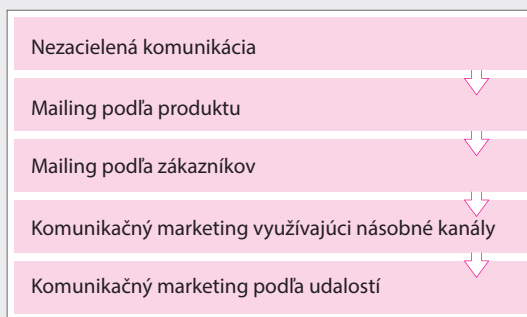 Nezacielená komunikácia
Mailing podľa produktu
Mailing podľa zákazníkov
Komunikačný marketing využívajúci násobné kanály
Komunikačný marketing podľa udalostí